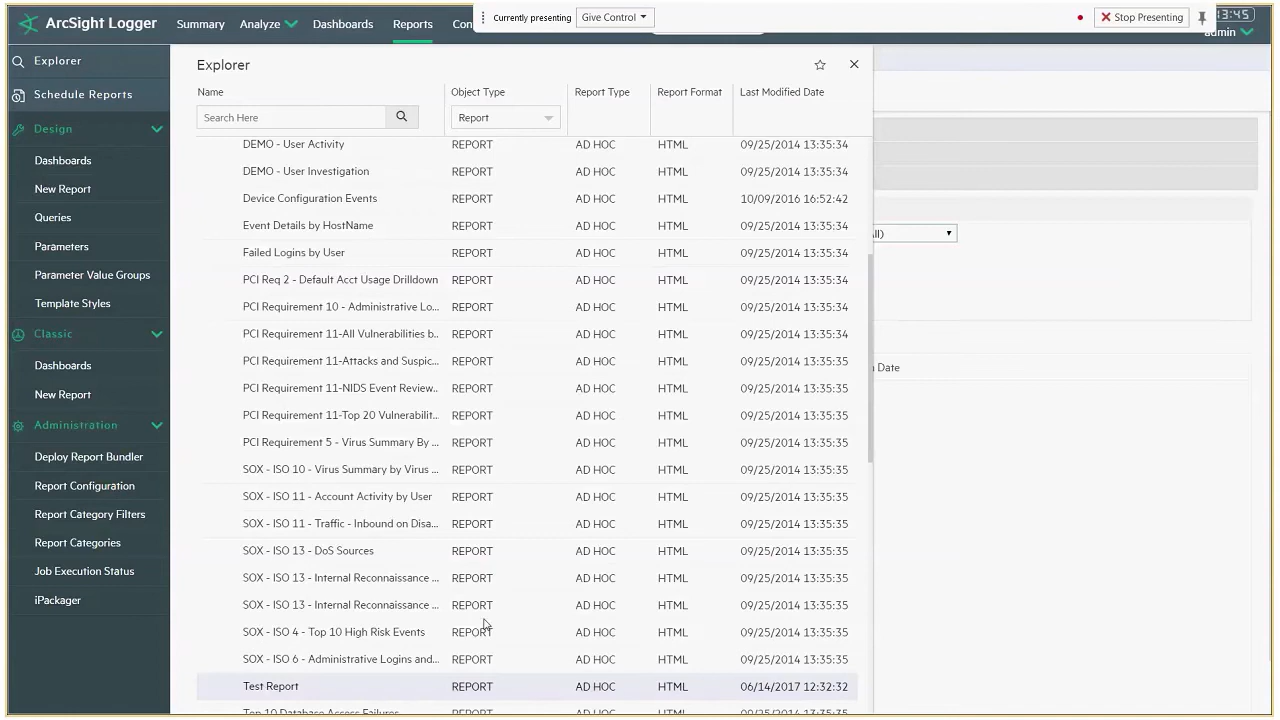 ArcSight Logger
Summary
Analyze
Dashboards
Reports
Currently presenting
Give Control
Stop Presenting
13:45
admin
Explorer
Schedule Reports
Design
Dashboards
New Report
Queries
Parameters
Parameter Value Groups
Template Styles
Classic
Dashboards
New Report
Administration
Deploy Report Bundler
Report Configuration
Report Category Filters
Report Categories
Job Execution Status
iPackager
Explorer
Name Object Type Report Type Report Format Last Modified Date
Search Here Report
DEMO - User Activity REPORT AD HOC HTML 09/25/2014 13:35:34
DEMO - User Investigation REPORT AD HOC HTML 09/25/2014 13:35:34
Device Configuration Events REPORT AD HOC HTML 10/09/2016 16:52:42
Event Details by HostName REPORT AD HOC HTML 09/25/2014 13:35:34
Failed Logins by User REPORT AD HOC HTML 09/25/2014 13:35:34
PCI Req 2 - Default Acct Usage Drilldown REPORT AD HOC HTML 09/25/2014 13:35:34
PCI Requirement 10 - Administrative Lo... REPORT AD HOC HTML 09/25/2014 13:35:34
PCI Requirement 11-All Vulnerabilities b... REPORT AD HOC HTML 09/25/2014 13:35:34
PCI Requirement 11-Attacks and Suspic... REPORT AD HOC HTML 09/25/2014 13:35:35
PCI Requirement 11-NIDS Event Review... REPORT AD HOC HTML 09/25/2014 13:35:35
PCI Requirement 11-Top 20 Vulnerabilit... REPORT AD HOC HTML 09/25/2014 13:35:35
PCI Requirement 5 - Virus Summary By ... REPORT AD HOC HTML 09/25/2014 13:35:35
SOX - ISO 10 - Virus Summary by Virus ... REPORT AD HOC HTML 09/25/2014 13:35:35
SOX - ISO 11 - Account Activity by User REPORT AD HOC HTML 09/25/2014 13:35:35
SOX - ISO 11 - Traffic - Inbound on Disa... REPORT AD HOC HTML 09/25/2014 13:35:35
SOX - ISO 13 - DoS Sources REPORT AD HOC HTML 09/25/2014 13:35:35
SOX - ISO 13 - Internal Reconnaissance ... REPORT AD HOC HTML 09/25/2014 13:35:35
SOX - ISO 13 - Internal Reconnaissance ... REPORT AD HOC HTML 09/25/2014 13:35:35
SOX - ISO 4 - Top 10 High Risk Events REPORT AD HOC HTML 09/25/2014 13:35:35
SOX - ISO 6 - Administrative Logins and... REPORT AD HOC HTML 09/25/2014 13:35:35
Test Report REPORT AD HOC HTML 06/14/2017 12:32:32
Top 10 Database Access Failures REPORT AD HOC HTML 09/25/2014 13:35:35
Date